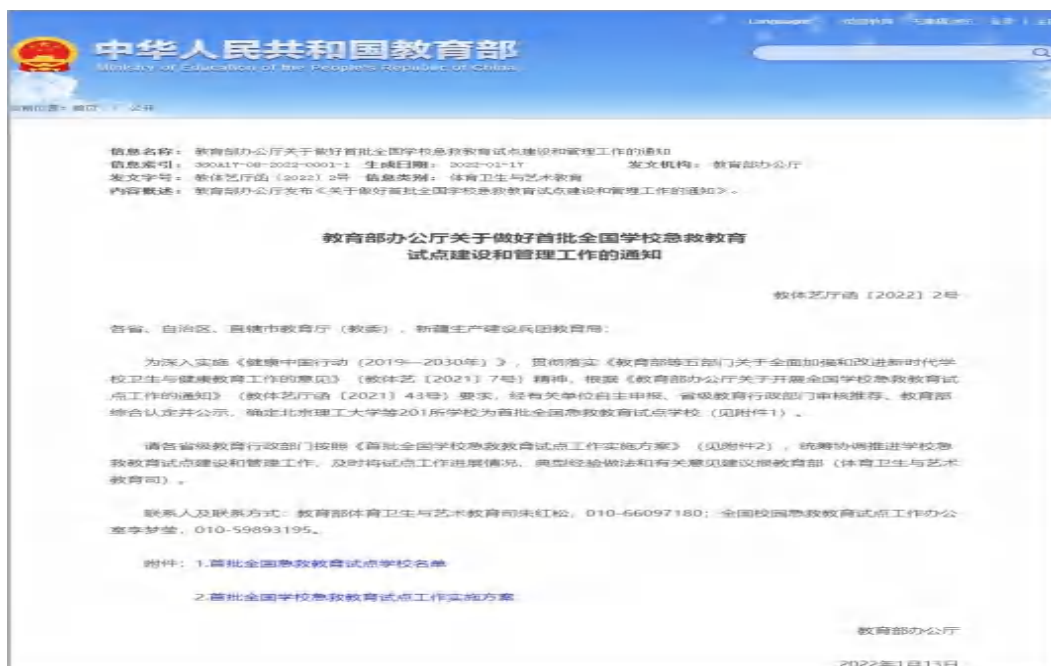 Language
中华人民共和国教育部
Ministry of Education of the People's Republic of China
当前位置：首页 > 公开
信息名称： 教育部办公厅关于做好首批全国学校急救教育试点建设和管理工作的通知
信息索引： 360A17-08-2022-0001-1 生成日期： 2022-01-17 发文机构： 教育部办公厅
发文字号： 教体艺厅函〔2022〕2号 信息类别： 体育卫生与艺术教育
内容概述： 教育部办公厅发布《关于做好首批全国学校急救教育试点建设和管理工作的通知》。
教育部办公厅关于做好首批全国学校急救教育
试点建设和管理工作的通知
教体艺厅函〔2022〕2号
各省、自治区、直辖市教育厅（教委），新疆生产建设兵团教育局：
为深入实施《健康中国行动（2019—2030年）》，贯彻落实《教育部等五部门关于全面加强和改进新时代学
校卫生与健康教育工作的意见》（教体艺〔2021〕7号）精神，根据《教育部办公厅关于开展全国学校急救教育试
点工作的通知》（教体艺厅函〔2021〕43号）要求，经有关单位自主申报、省级教育行政部门审核推荐、教育部
综合认定并公示，确定北京理工大学等201所学校为首批全国急救教育试点学校（见附件1）。
请各省级教育行政部门按照《首批全国学校急救教育试点工作实施方案》（见附件2），统筹协调推进学校急
救教育试点建设和管理工作，及时将试点工作进展情况、典型经验做法和有关意见建议报教育部（体育卫生与艺术
教育司）。
联系人及联系方式：教育部体育卫生与艺术教育司朱红松，010-66097180；全国校园急救教育试点工作办公
室李梦莹，010-59893195。
附件：1.首批全国急救教育试点学校名单
2.首批全国学校急救教育试点工作实施方案
教育部办公厅
2022年1月13日